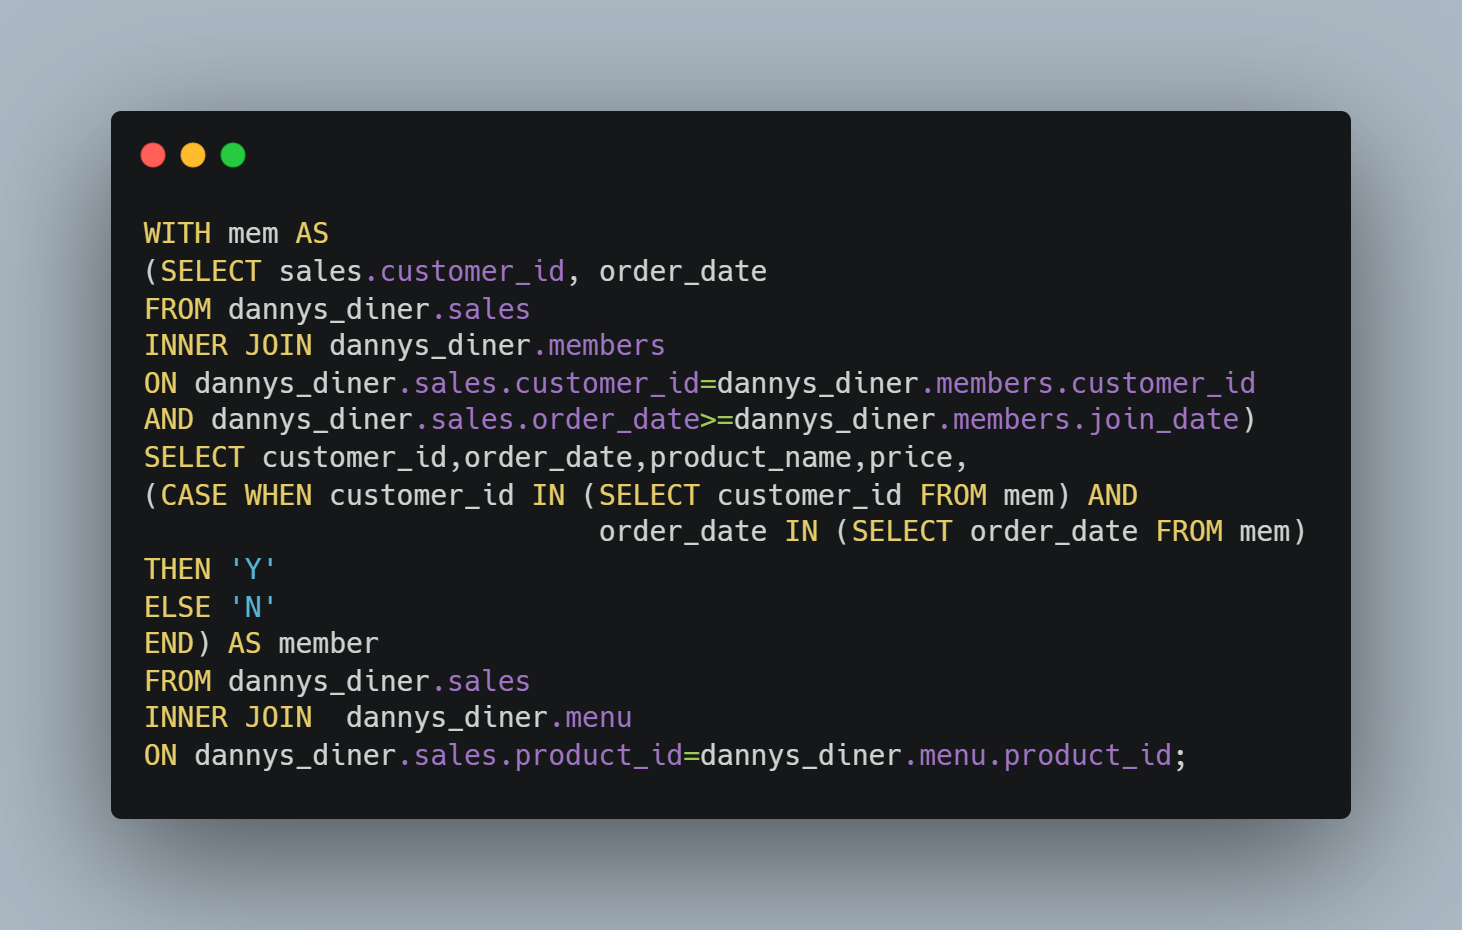 WITH mem AS
(SELECT sales.customer_id, order_date
FROM dannys_diner.sales
INNER JOIN dannys_diner.members
ON dannys_diner.sales.customer_id=dannys_diner.members.customer_id
AND dannys_diner.sales.order_date>=dannys_diner.members.join_date)
SELECT customer_id,order_date,product_name,price,
(CASE WHEN customer_id IN (SELECT customer_id FROM mem) AND
                           order_date IN (SELECT order_date FROM mem)
THEN 'Y'
ELSE 'N'
END) AS member
FROM dannys_diner.sales
INNER JOIN  dannys_diner.menu
ON dannys_diner.sales.product_id=dannys_diner.menu.product_id;